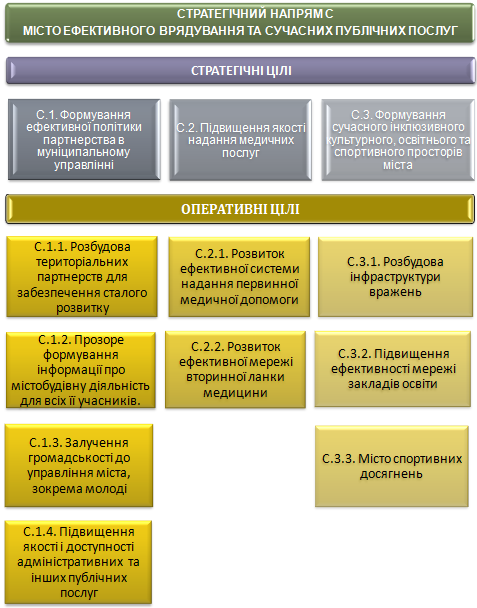 СТРАТЕГІЧНИЙ НАПРЯМ С
МІСТО ЕФЕКТИВНОГО ВРЯДУВАННЯ ТА СУЧАСНИХ ПУБЛІЧНИХ ПОСЛУГ
СТРАТЕГІЧНІ ЦІЛІ
С.1. Формування
ефективної політики
партнерства в
муніципальному
управлінні
С.2. Підвищення якості
надання медичних
послуг
С.3. Формування
сучасного інклюзивного
культурного, освітнього та
спортивного просторів
міста
ОПЕРАТИВНІ ЦІЛІ
С.1.1. Розбудова
територіальних
партнерств для
забезпечення сталого
розвитку
С.2.1. Розвиток
ефективної системи
надання первинної
медичної допомоги
С.3.1. Розбудова
інфраструктури
вражень
С.1.2. Прозоре
формування
інформації про
містобудівну діяльність
для всіх її учасників.
С.2.2. Розвиток
ефективної мережі
вторинної ланки
медицини
С.3.2. Підвищення
ефективності мережі
закладів освіти
С.1.3. Залучення
громадськості до
управління міста,
зокрема молоді
С.3.3. Місто спортивних
досягнень
С.1.4. Підвищення
якості і доступності
адміністративних та
інших публічних
послуг